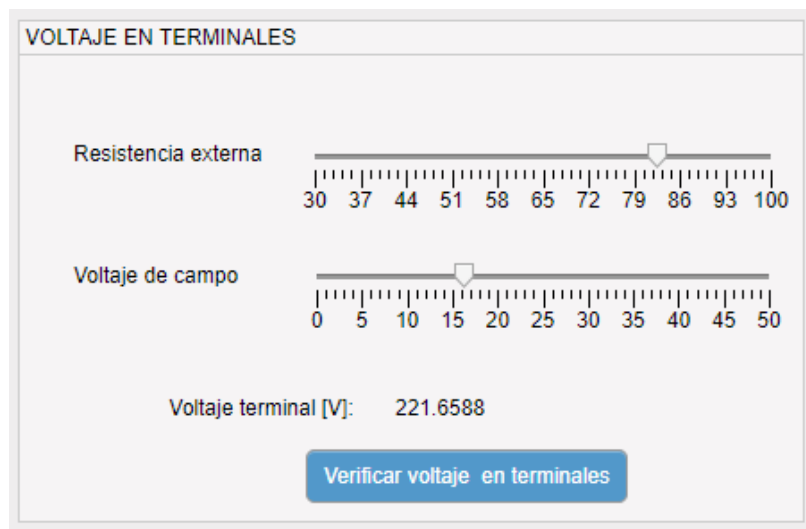 VOLTAJE EN TERMINALES
Resistencia externa
30 37 44 51 58 65 72 79 86 93 100
Voltaje de campo
0 5 10 15 20 25 30 35 40 45 50
Voltaje terminal [V]: 221.6588
Verificar voltaje en terminales